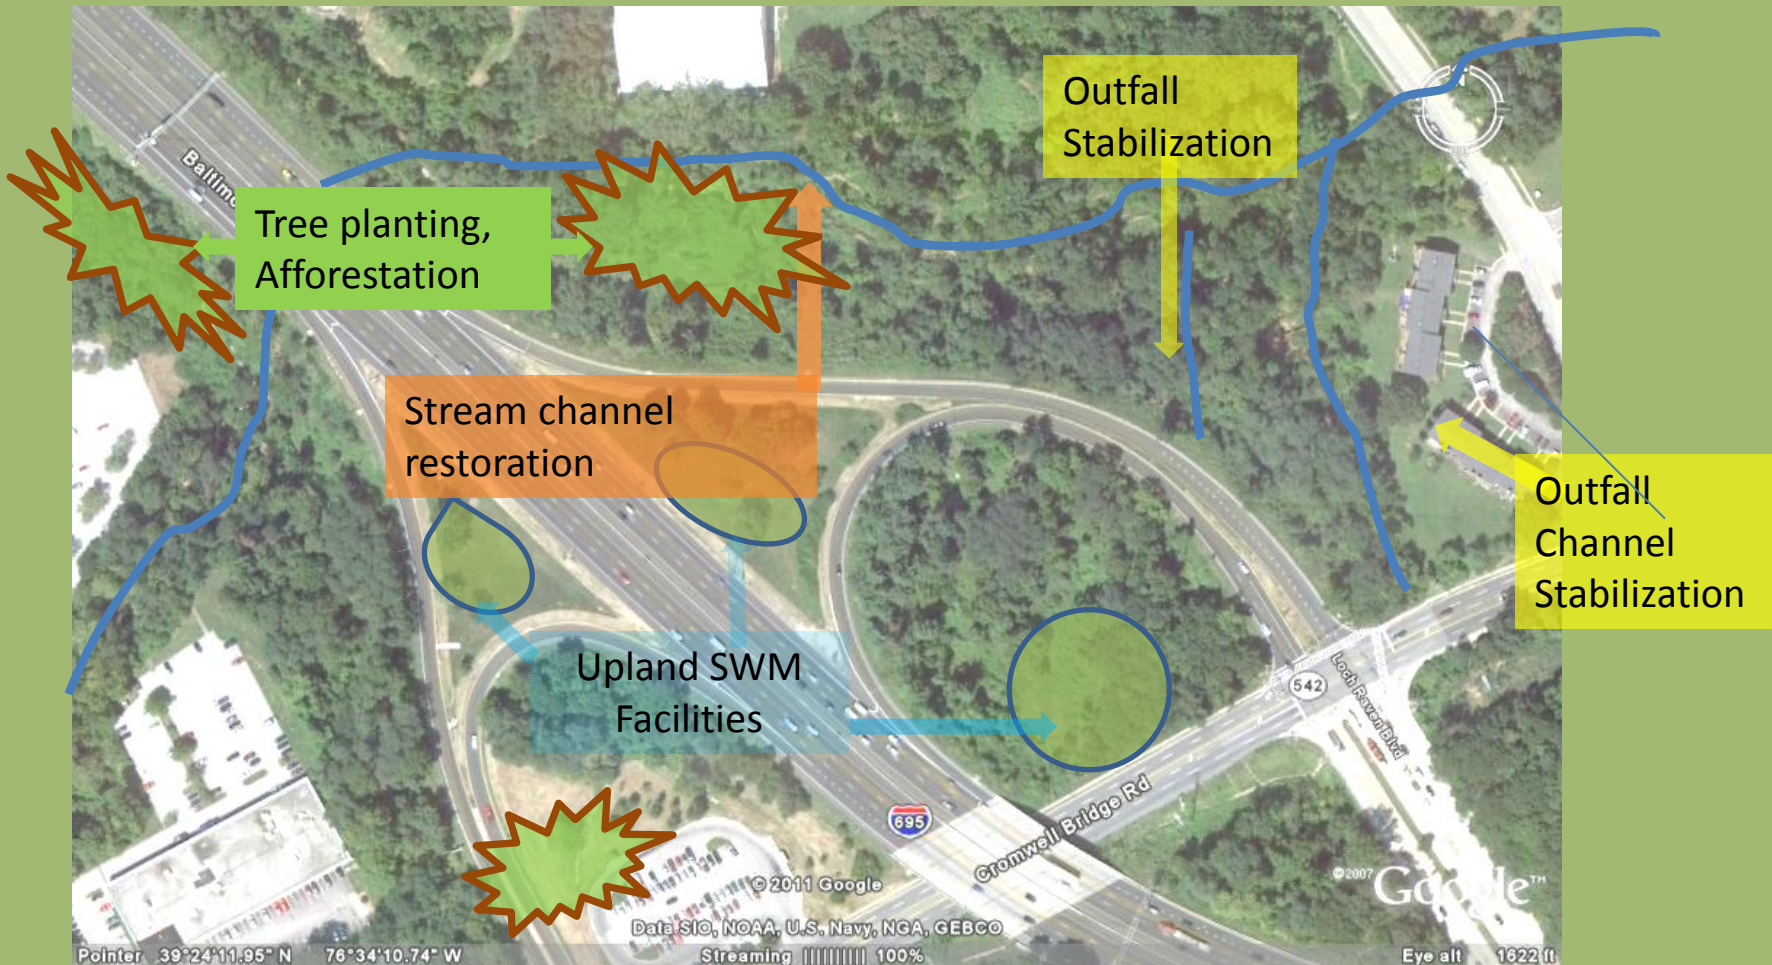 Outfall
Stabilization
Tree planting,
Afforestation
Stream channel
restoration
Outfall
Channel
Stabilization
Upland SWM
Facilities
542
Loch Raven Blvd
695
Cromwell Bridge Rd
©2007 Google™
© 2011 Google
Data SIO, NOAA, U.S. Navy, NGA, GEBCO
Pointer 39°24'11.95" N 76°34'10.74" W
Streaming |||||||||| 100%
Eye alt 1622 ft